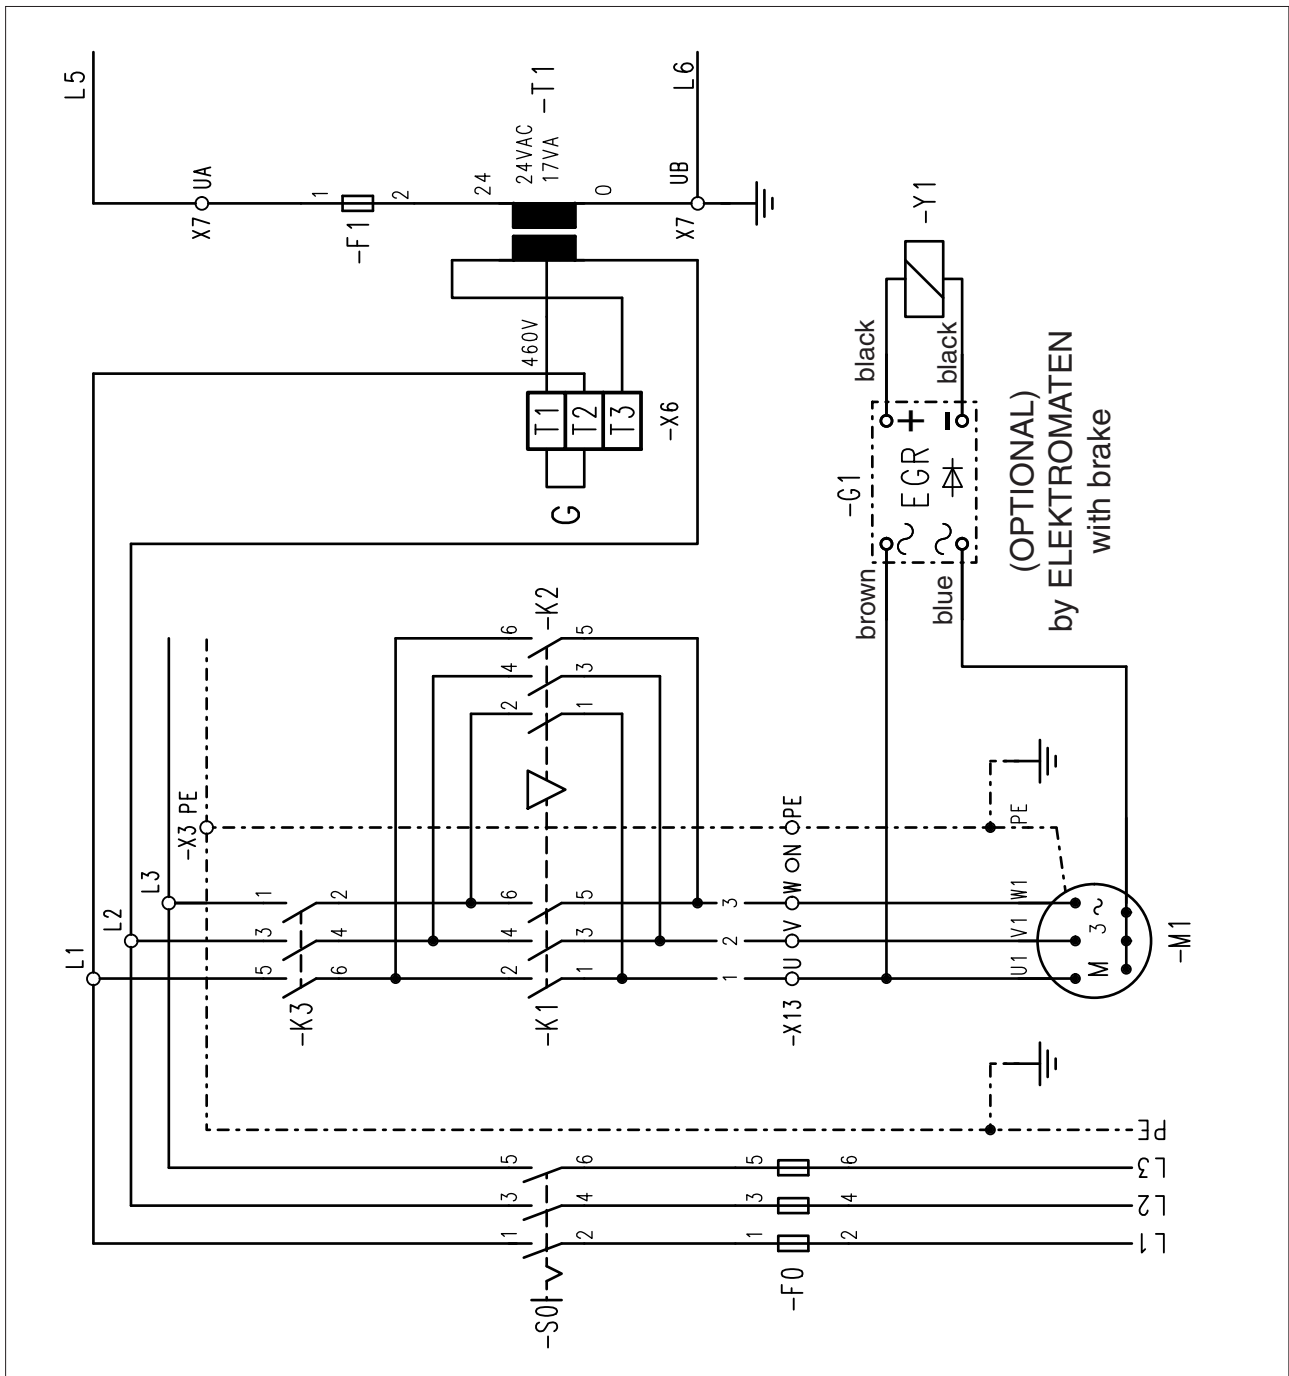 L1
L2
L3
PE
-F0
1
2
3
4
5
6
-S0
1
2
3
4
5
6
L1
L2
L3
-X3 PE
-K3
5
6
3
4
1
2
-K1
2
1
4
3
6
5
-K2
2
1
4
3
6
5
1
2
3
-X13
U
V
W
N
PE
U1
V1
W1
PE
M
3 ~
-M1
L5
X7
UA
-F1
1
2
24
0
24VAC
17VA
-T1
X7
UB
L6
460V
T1
T2
T3
-X6
G
-G1
brown
blue
~
~
EGR
+
-
black
black
-Y1
(OPTIONAL)
by ELEKTROMATEN
with brake